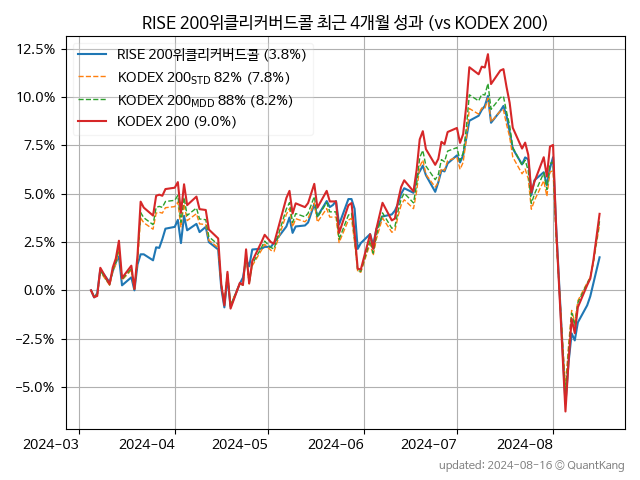 RISE 200위클리커버드콜 최근 4개월 성과 (vs KODEX 200)
RISE 200위클리커버드콜 (3.8%)
KODEX 200STD 82% (7.8%)
KODEX 200MDD 88% (8.2%)
KODEX 200 (9.0%)
12.5%
10.0%
7.5%
5.0%
2.5%
0.0%
−2.5%
−5.0%
2024-03 2024-04 2024-05 2024-06 2024-07 2024-08
updated: 2024-08-16 © QuantKang